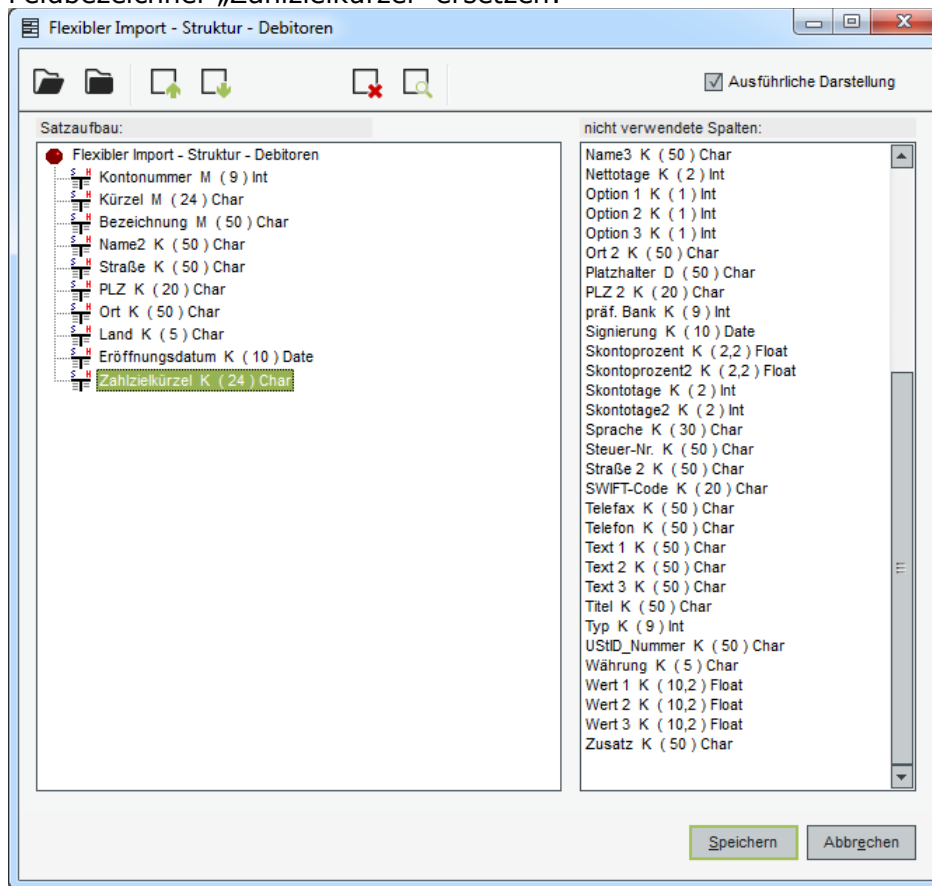 Feldbezeichner „Zahlzielkürzel“ ersetzen.
Flexibler Import - Struktur - Debitoren
Ausführliche Darstellung
Satzaufbau:
Flexibler Import - Struktur - Debitoren
Kontonummer M ( 9 ) Int
Kürzel M ( 24 ) Char
Bezeichnung M ( 50 ) Char
Name2 K ( 50 ) Char
Straße K ( 50 ) Char
PLZ K ( 20 ) Char
Ort K ( 50 ) Char
Land K ( 5 ) Char
Eröffnungsdatum K ( 10 ) Date
Zahlzielkürzel K ( 24 ) Char
nicht verwendete Spalten:
Name3 K ( 50 ) Char
Nettotage K ( 2 ) Int
Option 1 K ( 1 ) Int
Option 2 K ( 1 ) Int
Option 3 K ( 1 ) Int
Ort 2 K ( 50 ) Char
Platzhalter D ( 50 ) Char
PLZ 2 K ( 20 ) Char
präf. Bank K ( 9 ) Int
Signierung K ( 10 ) Date
Skontoprozent K ( 2,2 ) Float
Skontoprozent2 K ( 2,2 ) Float
Skontotage K ( 2 ) Int
Skontotage2 K ( 2 ) Int
Sprache K ( 30 ) Char
Steuer-Nr. K ( 50 ) Char
Straße 2 K ( 50 ) Char
SWIFT-Code K ( 20 ) Char
Telefax K ( 50 ) Char
Telefon K ( 50 ) Char
Text 1 K ( 50 ) Char
Text 2 K ( 50 ) Char
Text 3 K ( 50 ) Char
Titel K ( 50 ) Char
Typ K ( 9 ) Int
UStID_Nummer K ( 50 ) Char
Währung K ( 5 ) Char
Wert 1 K ( 10,2 ) Float
Wert 2 K ( 10,2 ) Float
Wert 3 K ( 10,2 ) Float
Zusatz K ( 50 ) Char
Speichern
Abbrechen